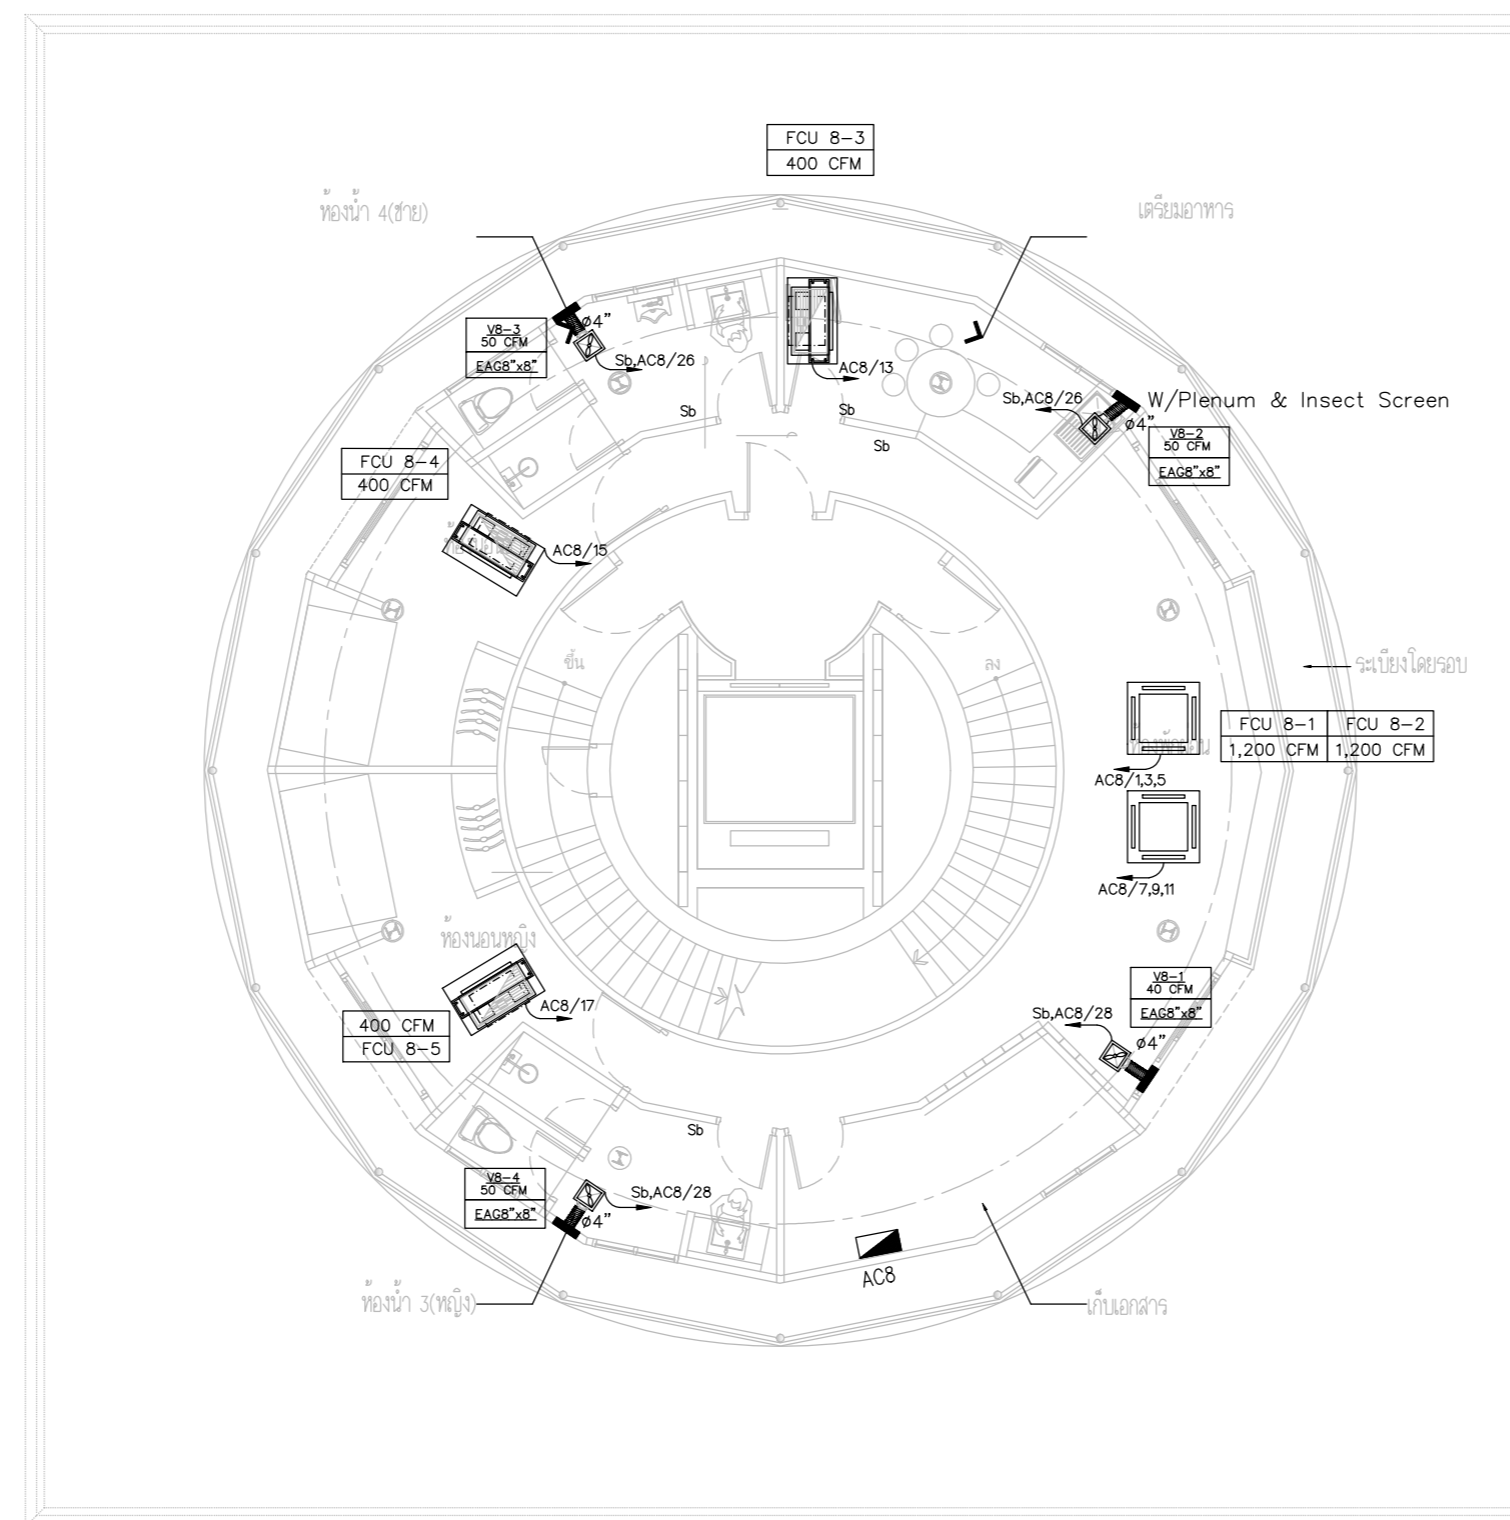 FCU 8-3
400 CFM
ห้องน้ำ 4(ชาย)
เตรียมอาหาร
V8-3
50 CFM
EAG8"x8"
ø4"
Sb,AC8/26
AC8/13
Sb
Sb
Sb
Sb,AC8/26
W/Plenum & Insect Screen
ø4"
V8-2
50 CFM
EAG8"x8"
FCU 8-4
400 CFM
AC8/15
ขึ้น
ลง
ระเบียงโดยรอบ
FCU 8-1
FCU 8-2
1,200 CFM
1,200 CFM
AC8/1,3,5
AC8/7,9,11
ห้องนอนหญิง
AC8/17
400 CFM
FCU 8-5
V8-1
40 CFM
EAG8"x8"
Sb,AC8/28
ø4"
Sb
V8-4
50 CFM
EAG8"x8"
Sb,AC8/28
ø4"
AC8
ห้องน้ำ 3(หญิง)
เก็บเอกสาร